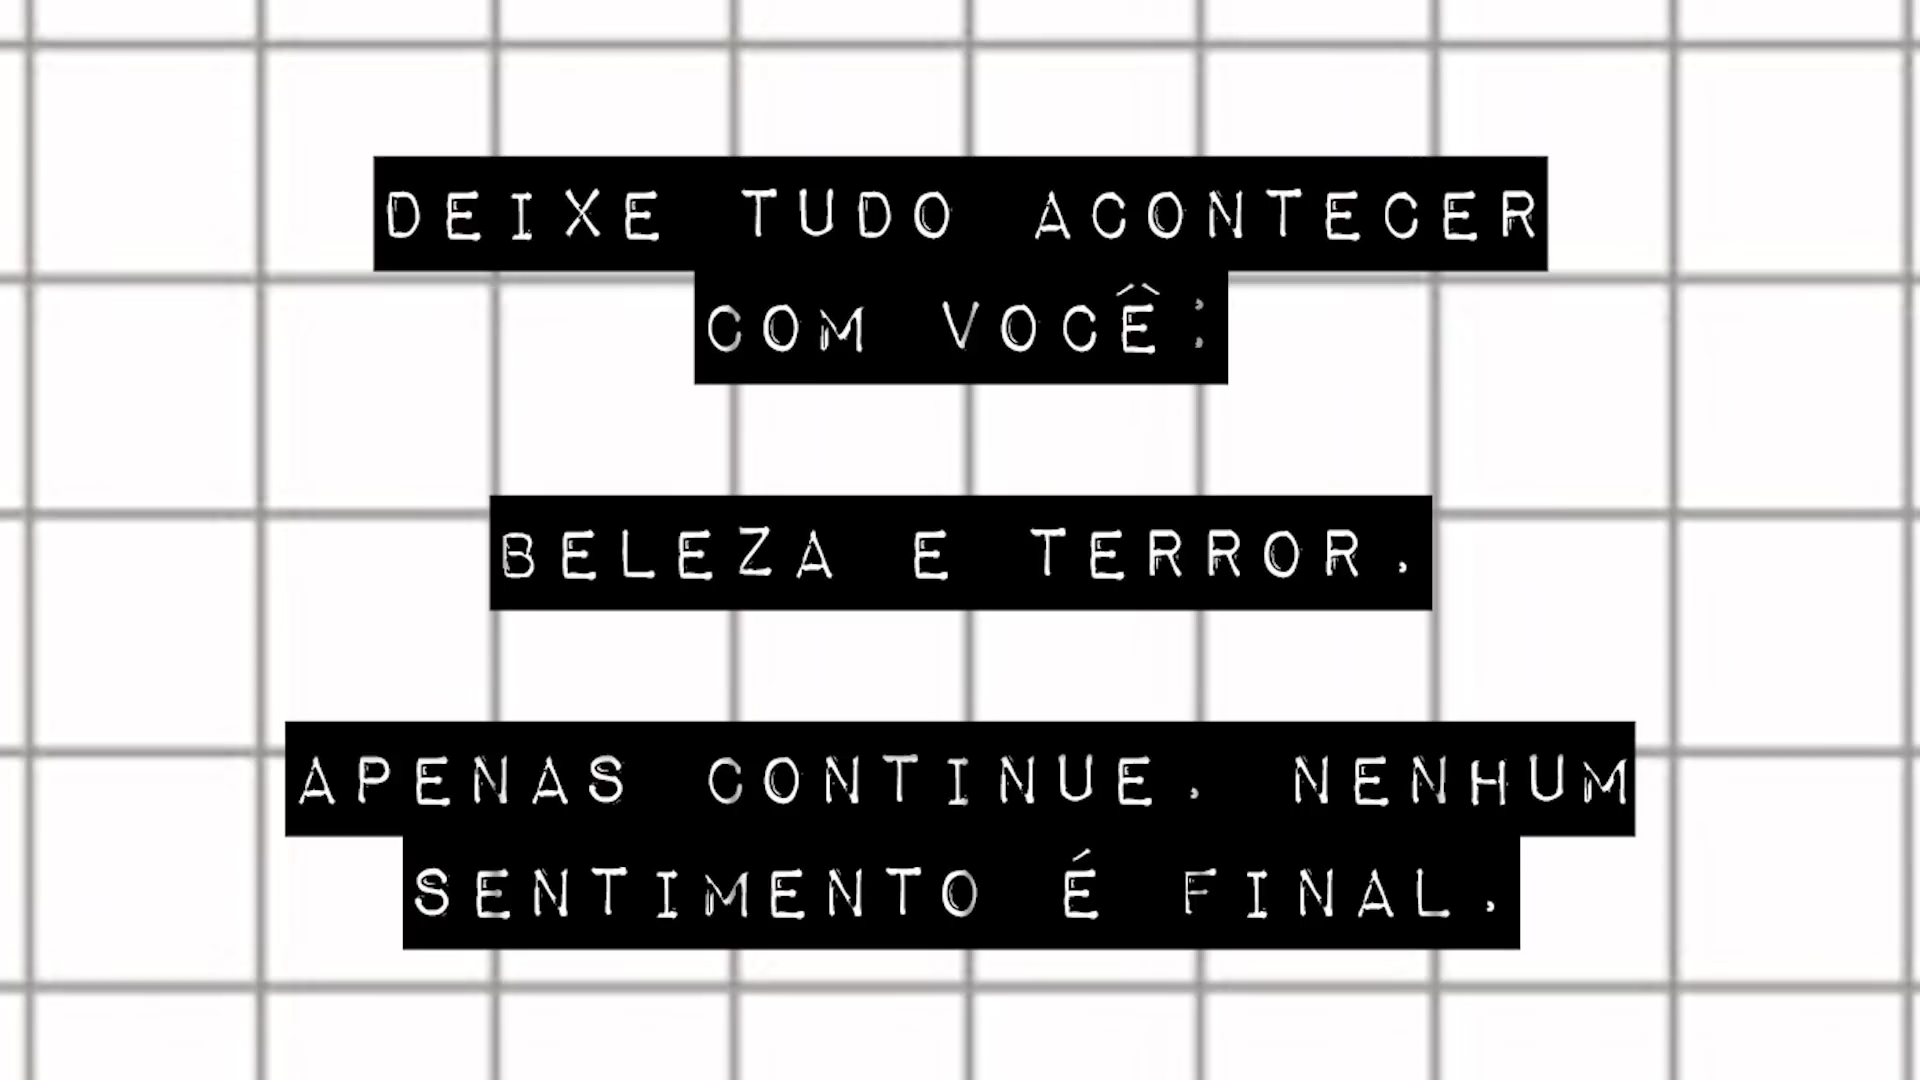 DEIXE TUDO ACONTECER
COM VOCÊ:
BELEZA E TERROR.
APENAS CONTINUE. NENHUM
SENTIMENTO É FINAL.